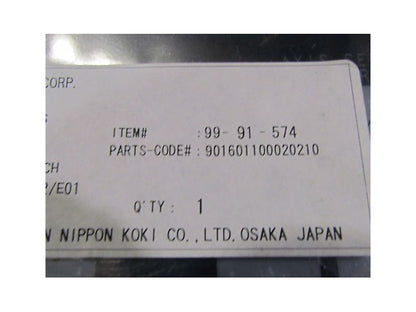 CORP.
ITEM# : 99- 91 - 574
PARTS-CODE# : 901601100020210
CH
/E01
Q'TY : 1
N NIPPON KOKI CO.,LTD.OSAKA JAPAN